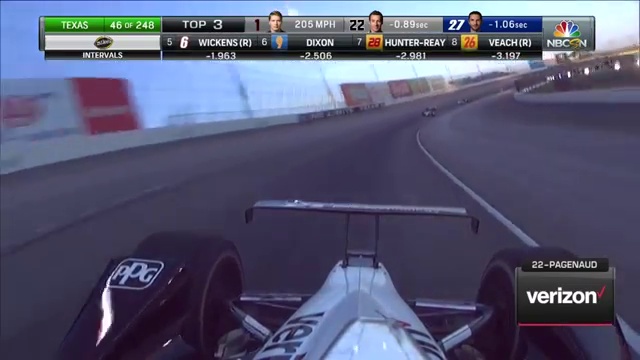 TEXAS 46 OF 248 TOP 3 1 205 MPH 22 -0.89SEC 27 -1.06SEC
INTERVALS 5 6 WICKENS (R) 6 9 DIXON 7 28 HUNTER-REAY 8 26 VEACH (R) NBCSN
-1.963 -2.506 -2.981 -3.197
PPG
22-PAGENAUD
verizon